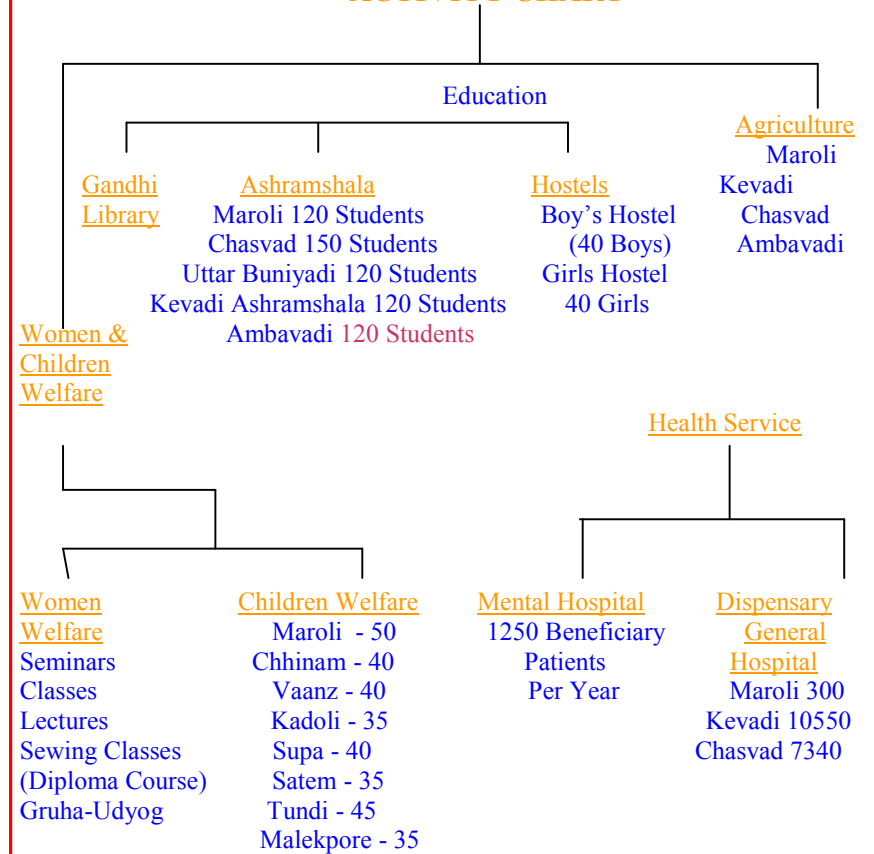 Education
Agriculture
Maroli
Kevadi
Chasvad
Ambavadi
Gandhi
Library
Ashramshala
Maroli 120 Students
Chasvad 150 Students
Uttar Buniyadi 120 Students
Kevadi Ashramshala 120 Students
Ambavadi 120 Students
Hostels
Boy’s Hostel
(40 Boys)
Girls Hostel
40 Girls
Women &
Children
Welfare
Health Service
Women
Welfare
Seminars
Classes
Lectures
Sewing Classes
(Diploma Course)
Gruha-Udyog
Children Welfare
Maroli - 50
Chhinam - 40
Vaanz - 40
Kadoli - 35
Supa - 40
Satem - 35
Tundi - 45
Malekpore - 35
Mental Hospital
1250 Beneficiary
Patients
Per Year
Dispensary
General
Hospital
Maroli 300
Kevadi 10550
Chasvad 7340